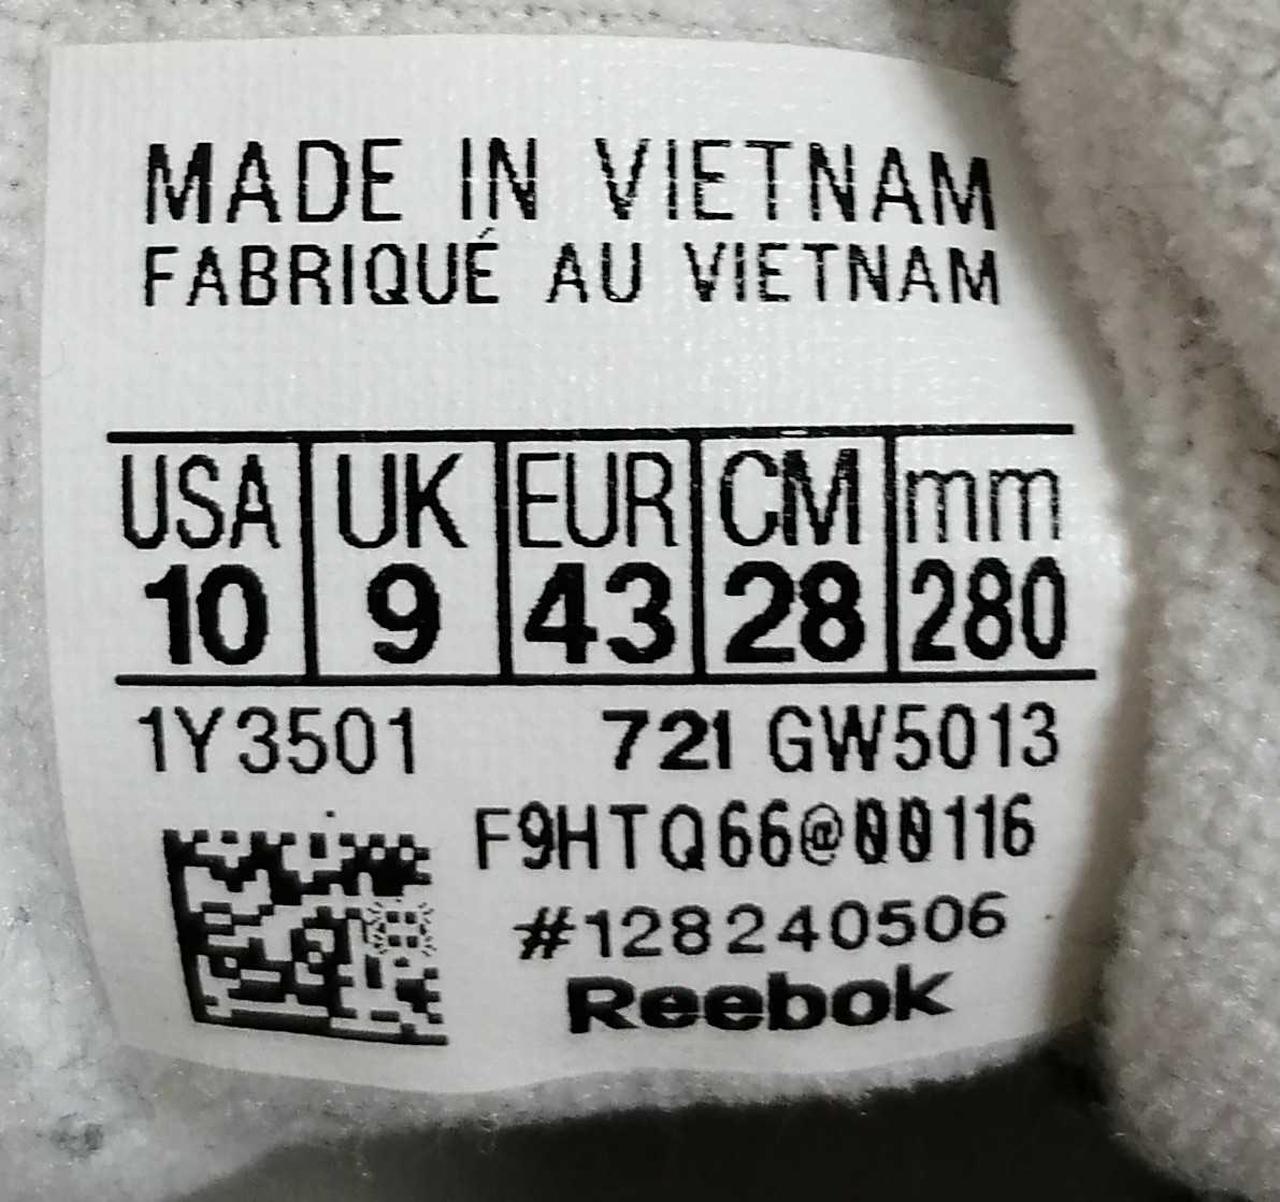 MADE IN VIETNAM
FABRIQUÉ AU VIETNAM
USA UK EUR CM mm
10 9 43 28 280
1Y3501 721 GW5013
F9HTQ66@00116
#128240506
Reebok